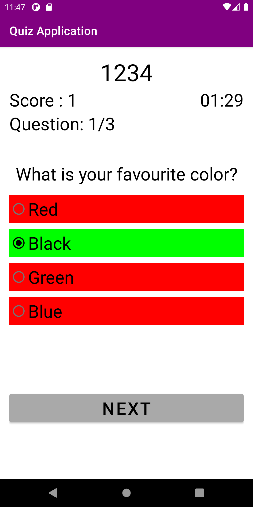 11:47
Quiz Application
1234
Score : 1 01:29
Question: 1/3
What is your favourite color?
Red
Black
Green
Blue
NEXT